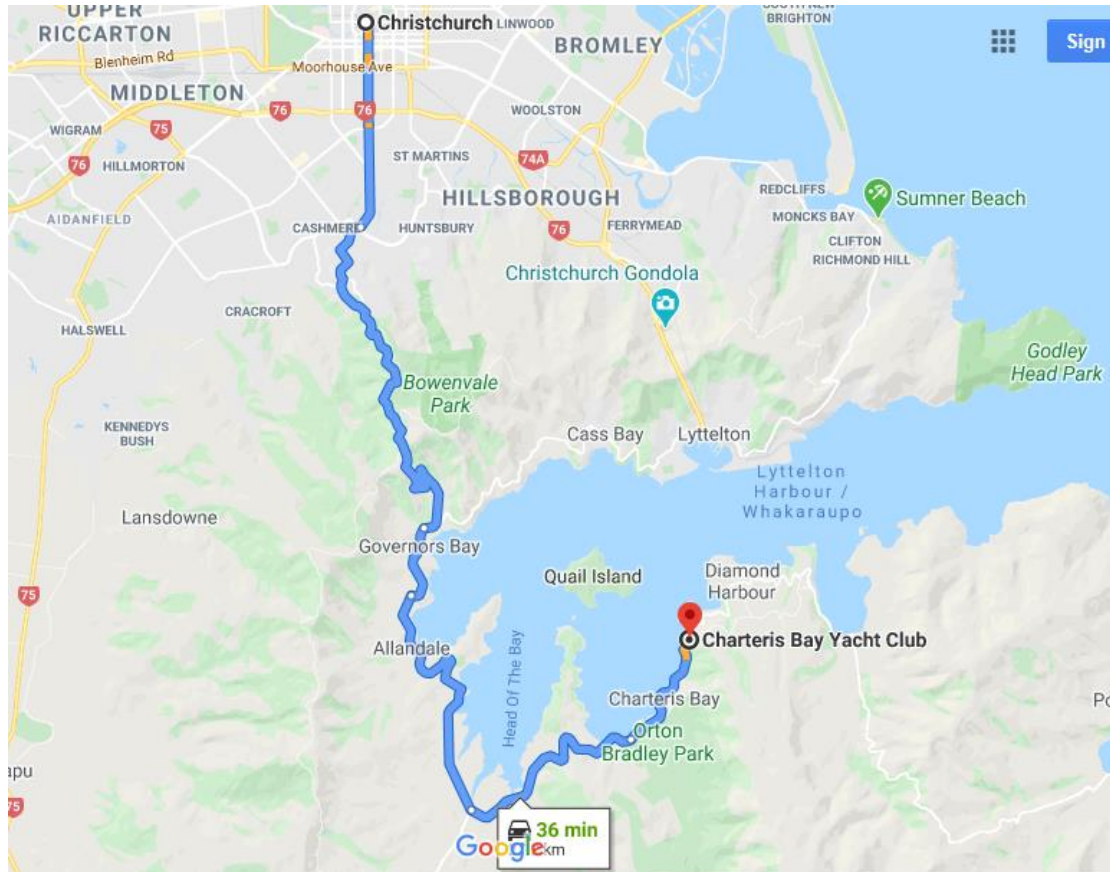 UPPER
RICCARTON
Christchurch
LINWOOD
BRIGHTON
BROMLEY
Sign
Blenheim Rd
Moorhouse Ave
MIDDLETON
76
76
WOOLSTON
WIGRAM
75
76
HILLMORTON
ST MARTINS
74A
REDCLIFFS
HILLSBOROUGH
Sumner Beach
AIDANFIELD
CASHMERE
HUNTSBURY
76
FERRYMEAD
MONCKS BAY
CLIFTON
RICHMOND HILL
Christchurch Gondola
CRACROFT
HALSWELL
Godley
Head Park
Bowenvale
Park
KENNEDYS
BUSH
Cass Bay
Lyttelton
Lyttelton
Harbour /
Whakaraupo
Lansdowne
Governors Bay
Quail Island
Diamond
Harbour
75
Allandale
Charteris Bay Yacht Club
Head Of The Bay
Charteris Bay
Orton
Bradley Park
apu
75
36 min
km
Google